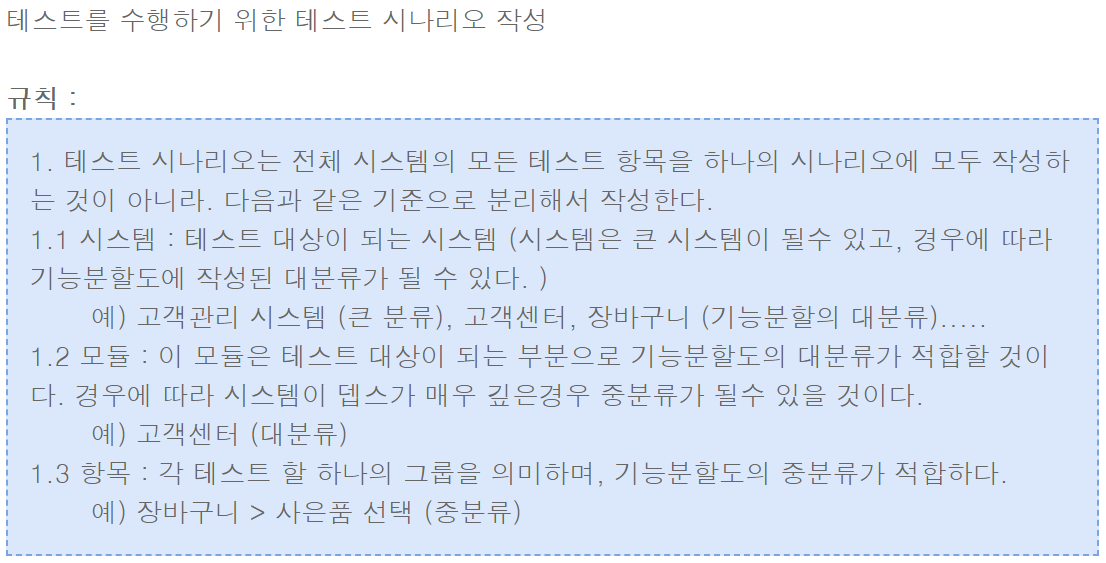 테스트를 수행하기 위한 테스트 시나리오 작성
규칙 :
1. 테스트 시나리오는 전체 시스템의 모든 테스트 항목을 하나의 시나리오에 모두 작성하
는 것이 아니라. 다음과 같은 기준으로 분리해서 작성한다.
1.1 시스템 : 테스트 대상이 되는 시스템 (시스템은 큰 시스템이 될수 있고, 경우에 따라
기능분할도에 작성된 대분류가 될 수 있다. )
예) 고객관리 시스템 (큰 분류), 고객센터, 장바구니 (기능분할의 대분류).....
1.2 모듈 : 이 모듈은 테스트 대상이 되는 부분으로 기능분할도의 대분류가 적합할 것이
다. 경우에 따라 시스템이 뎁스가 매우 깊은경우 중분류가 될수 있을 것이다.
예) 고객센터 (대분류)
1.3 항목 : 각 테스트 할 하나의 그룹을 의미하며, 기능분할도의 중분류가 적합하다.
예) 장바구니 > 사은품 선택 (중분류)